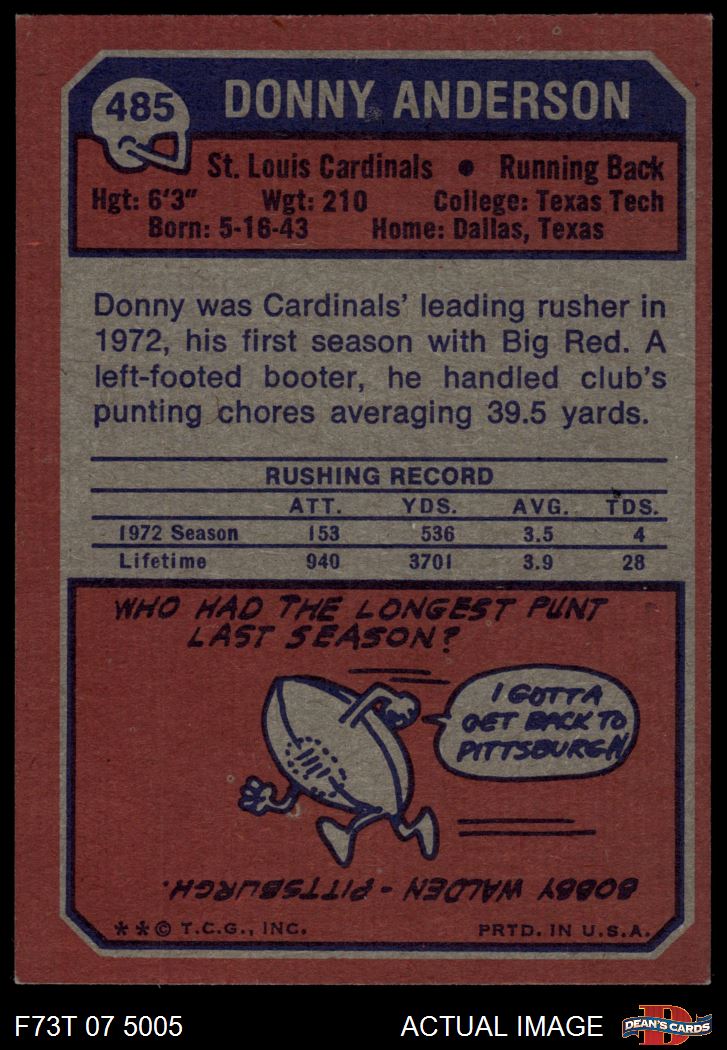 485
DONNY ANDERSON
St. Louis Cardinals • Running Back
Hgt: 6'3" Wgt: 210 College: Texas Tech
Born: 5-16-43 Home: Dallas, Texas
Donny was Cardinals' leading rusher in
1972, his first season with Big Red. A
left-footed booter, he handled club's
punting chores averaging 39.5 yards.
RUSHING RECORD
ATT. YDS. AVG. TDS.
1972 Season 153 536 3.5 4
Lifetime 940 3701 3.9 28
WHO HAD THE LONGEST PUNT
LAST SEASON?
I GOTTA
GET BACK TO
PITTSBURGH
BOBBY WALDEN - PITTSBURGH.
**© T.C.G., INC. PRTD. IN U.S.A.
F73T 07 5005 ACTUAL IMAGE
D
DEAN'S CARDS